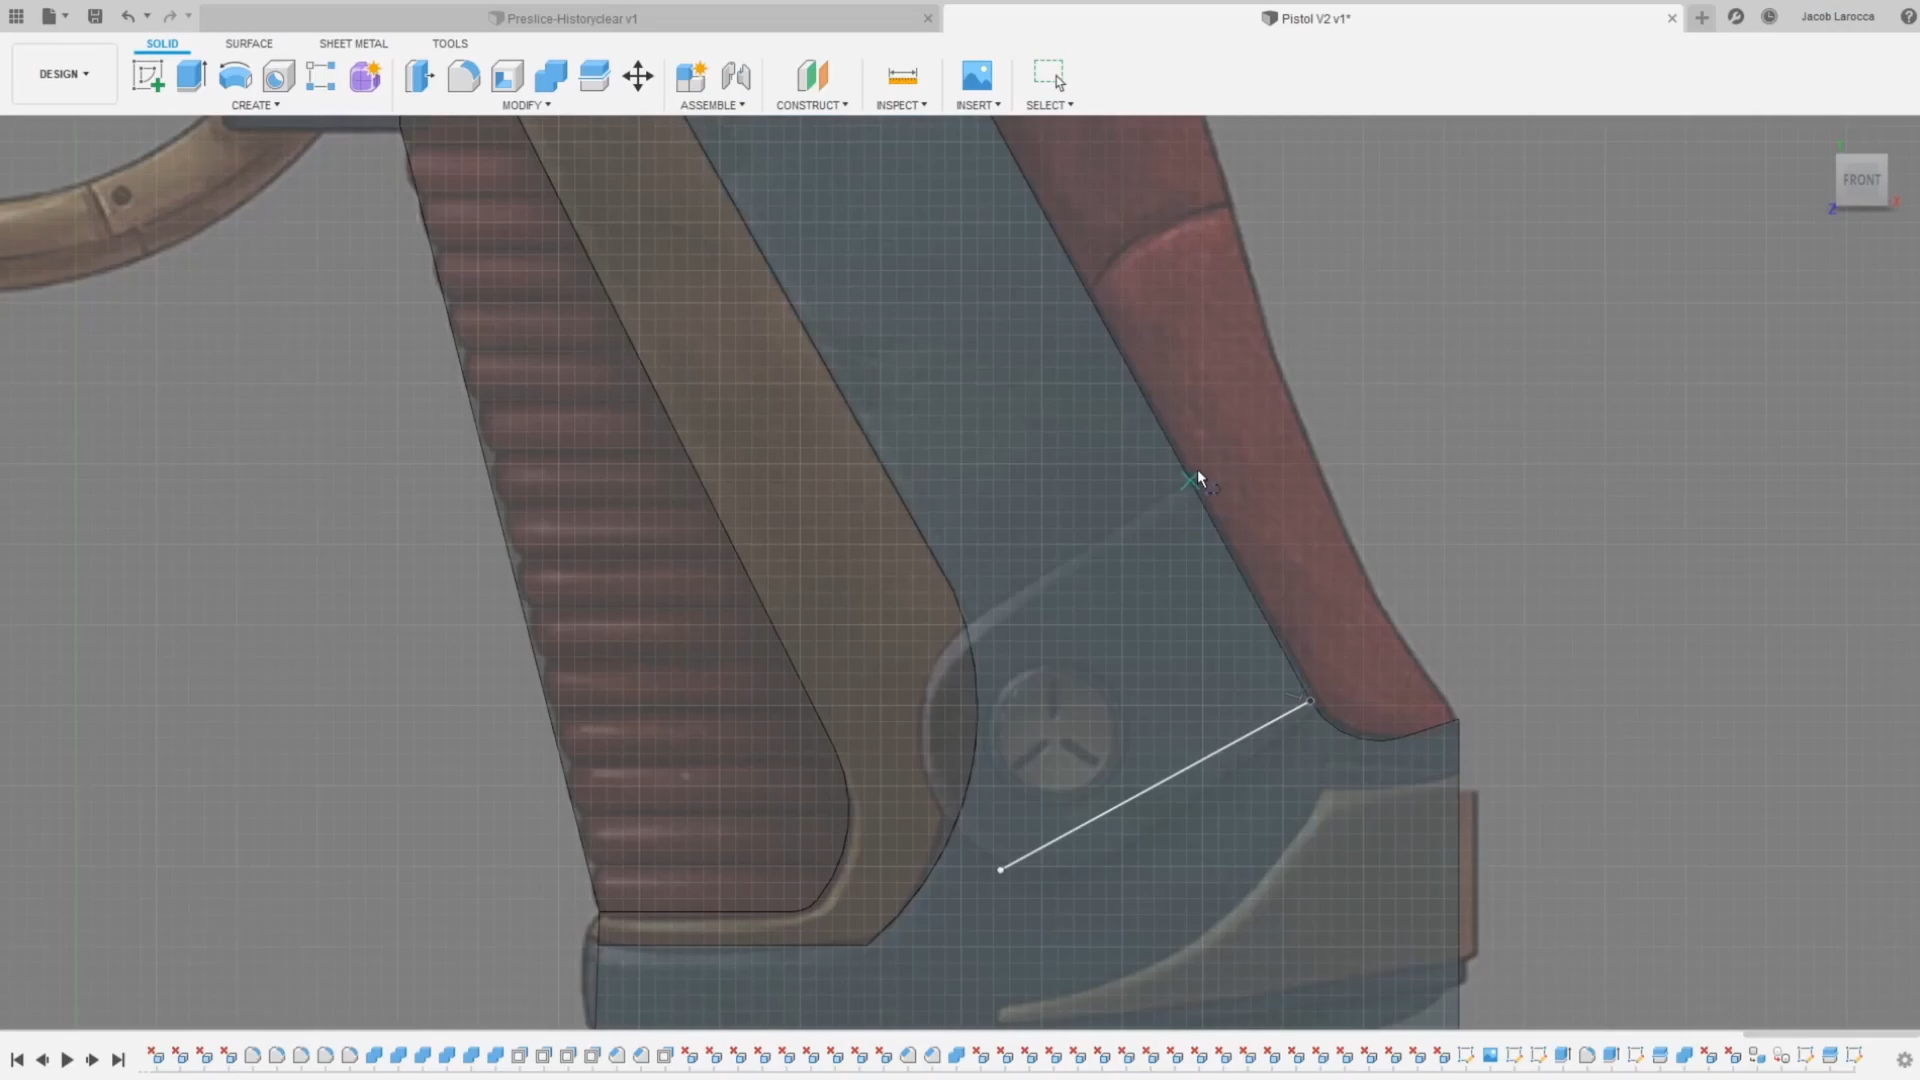 Preslice-Historyclear v1
Pistol V2 v1*
Jacob Larocca
SOLID
SURFACE
SHEET METAL
TOOLS
DESIGN
CREATE
MODIFY
ASSEMBLE
CONSTRUCT
INSPECT
INSERT
SELECT
FRONT
Z
X